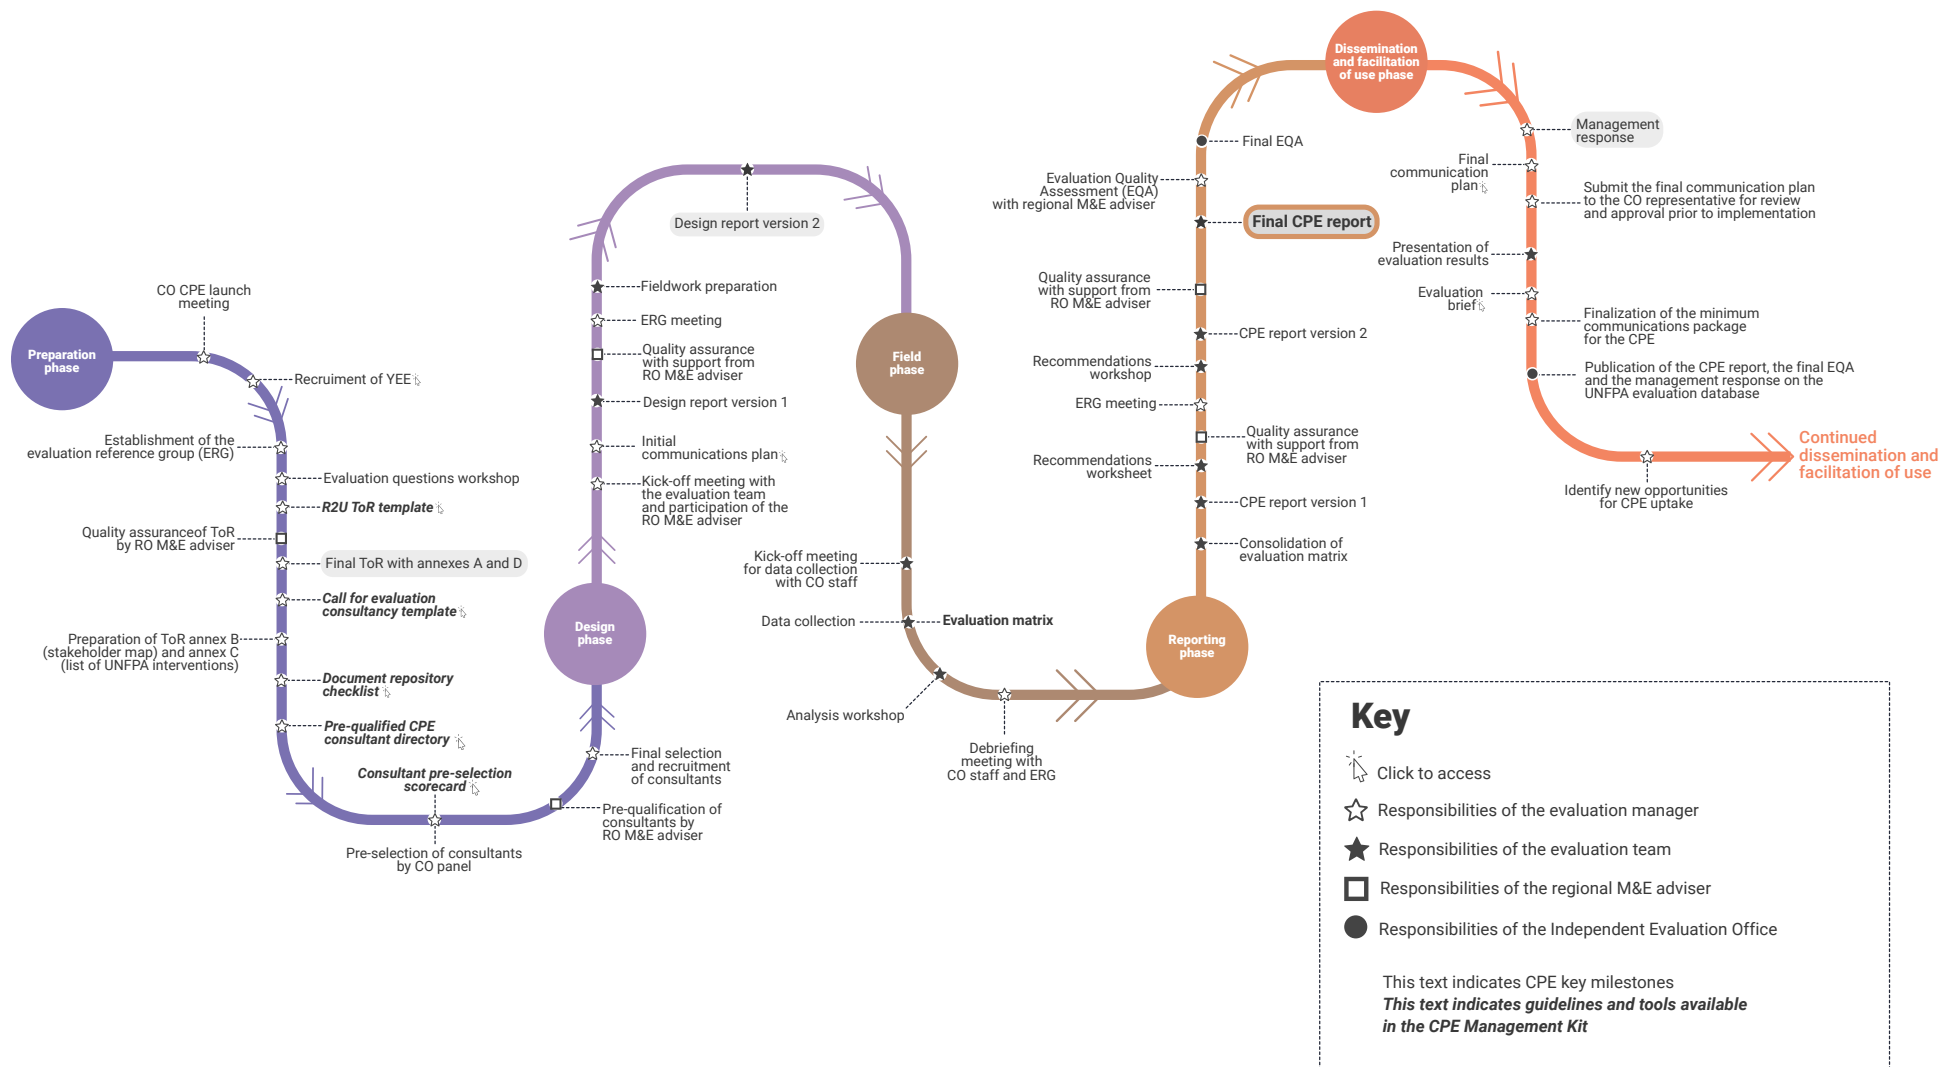 Preparation
phase
CO CPE launch
meeting
Recruiment of YEE
Establishment of the
evaluation reference group (ERG)
Evaluation questions workshop
R2U ToR template
Quality assuranceof ToR
by RO M&E adviser
Final ToR with annexes A and D
Call for evaluation
consultancy template
Preparation of ToR annex B
(stakeholder map) and annex C
(list of UNFPA interventions)
Document repository
checklist
Pre-qualified CPE
consultant directory
Consultant pre-selection
scorecard
Pre-selection of consultants
by CO panel
Pre-qualification of
consultants by
RO M&E adviser
Final selection
and recruitment
of consultants
Design
phase
Kick-off meeting with
the evaluation team
and participation of the
RO M&E adviser
Initial
communications plan
Design report version 1
Quality assurance
with support from
RO M&E adviser
ERG meeting
Fieldwork preparation
Design report version 2
Field
phase
Kick-off meeting
for data collection
with CO staff
Data collection
Evaluation matrix
Analysis workshop
Debriefing
meeting with
CO staff and ERG
Reporting
phase
Consolidation of
evaluation matrix
CPE report version 1
Recommendations
worksheet
Quality assurance
with support from
RO M&E adviser
ERG meeting
Recommendations
workshop
CPE report version 2
Quality assurance
with support from
RO M&E adviser
Final CPE report
Evaluation Quality
Assessment (EQA)
with regional M&E adviser
Final EQA
Dissemination
and facilitation
of use phase
Management
response
Final
communication
plan
Submit the final communication plan
to the CO representative for review
and approval prior to implementation
Presentation of
evaluation results
Evaluation
brief
Finalization of the minimum
communications package
for the CPE
Publication of the CPE report, the final EQA
and the management response on the
UNFPA evaluation database
Identify new opportunities
for CPE uptake
Continued
dissemination and
facilitation of use
Key
Click to access
Responsibilities of the evaluation manager
Responsibilities of the evaluation team
Responsibilities of the regional M&E adviser
Responsibilities of the Independent Evaluation Office
This text indicates CPE key milestones
This text indicates guidelines and tools available
in the CPE Management Kit